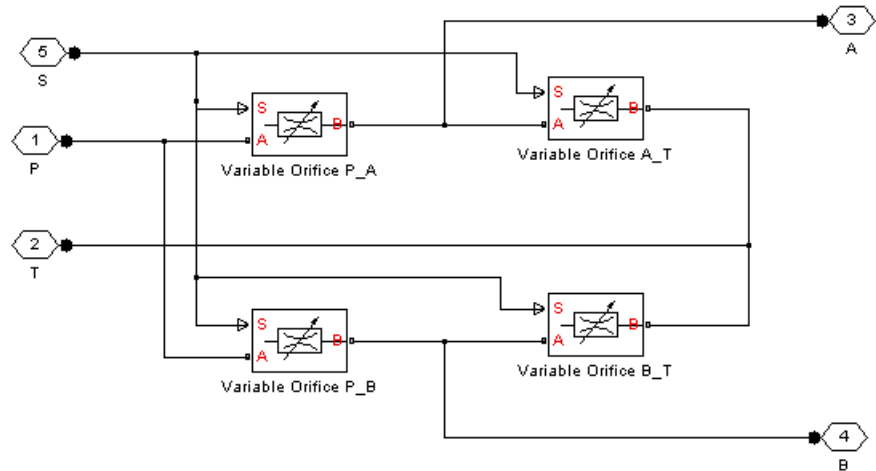 3
A
5
S
S
A
B
Variable Orifice P_A
S
A
B
Variable Orifice A_T
1
P
2
T
S
A
B
Variable Orifice P_B
S
A
B
Variable Orifice B_T
4
B